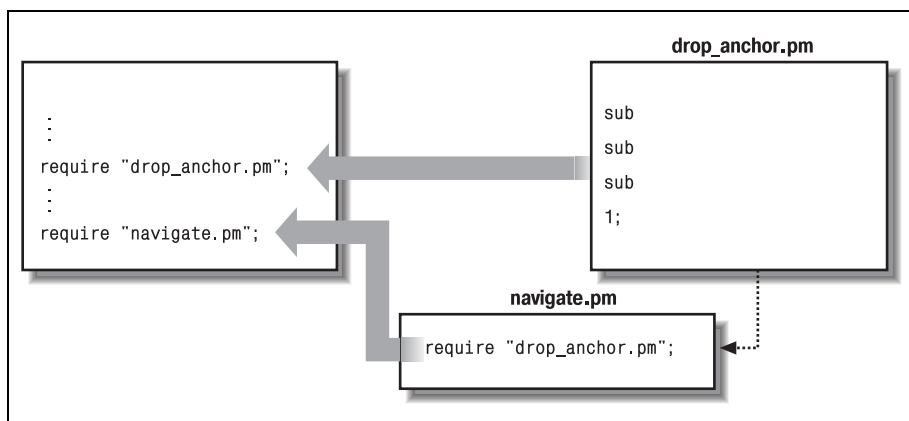 drop_anchor.pm
.
.
.
require "drop_anchor.pm";
.
.
.
require "navigate.pm";
sub
sub
sub
1;
navigate.pm
require "drop_anchor.pm";